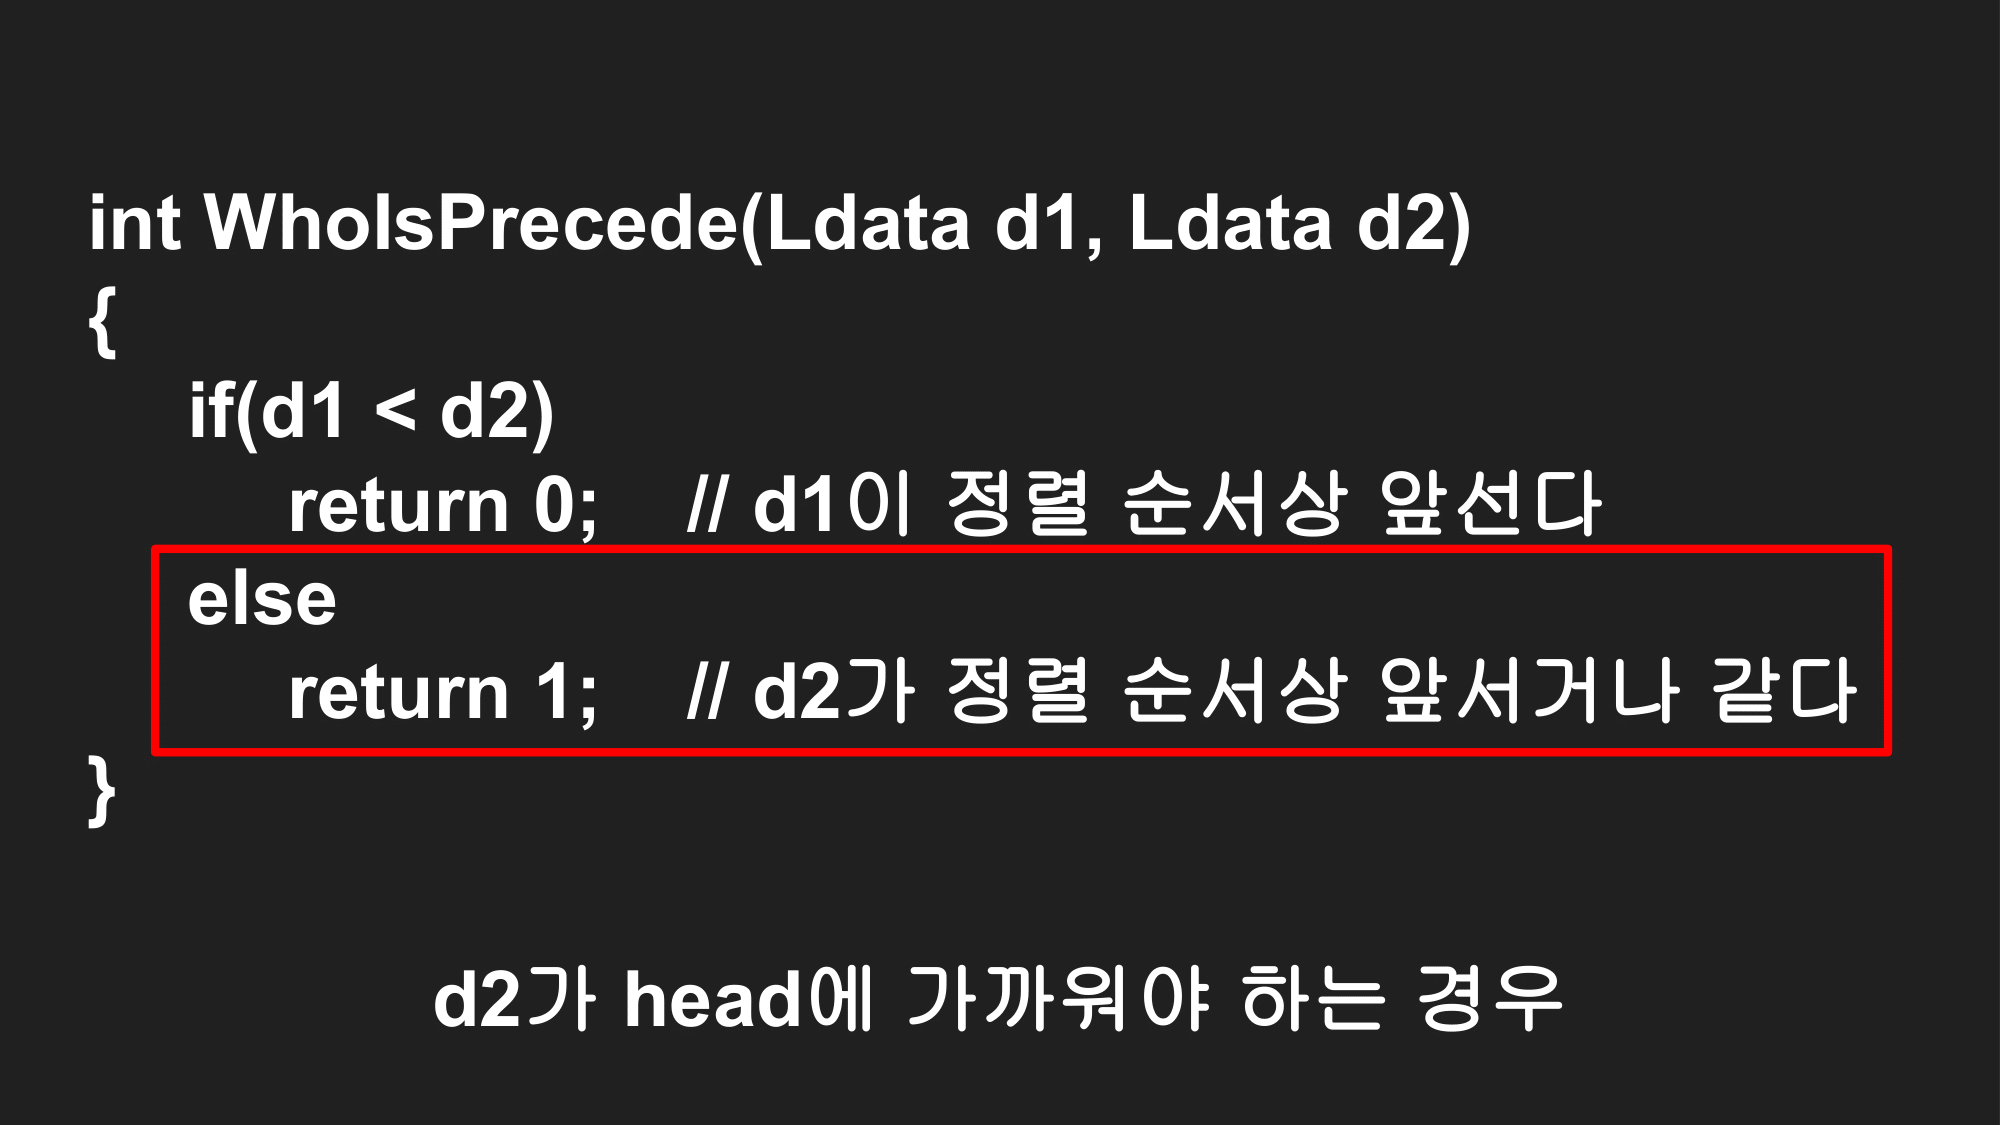 int WhoIsPrecede(Ldata d1, Ldata d2)
{
if(d1 < d2)
return 0; // d1이 정렬 순서상 앞선다
else
return 1; // d2가 정렬 순서상 앞서거나 같다
}
d2가 head에 가까워야 하는 경우